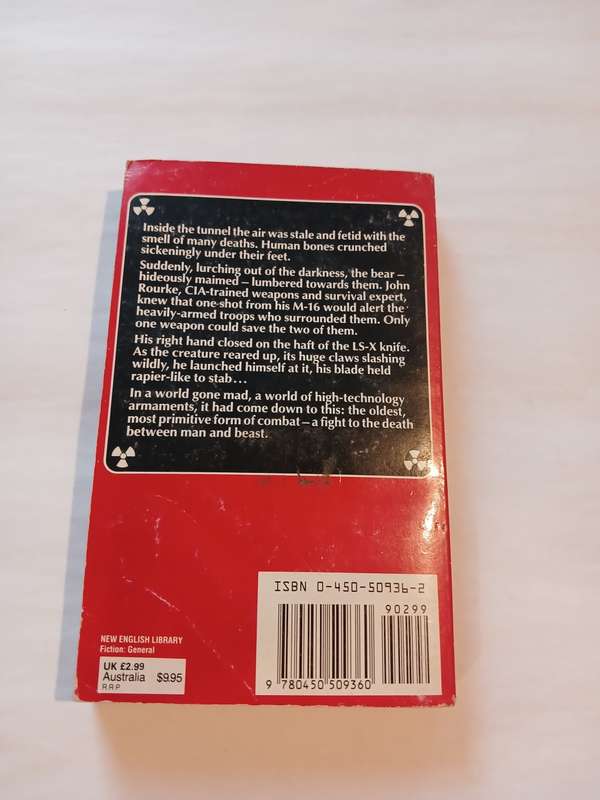 Inside the tunnel the air was stale and fetid with the
smell of many deaths. Human bones crunched
sickeningly under their feet.
Suddenly, lurching out of the darkness, the bear –
hideously maimed – lumbered towards them. John
Rourke, CIA-trained weapons and survival expert,
knew that one shot from his M-16 would alert the
heavily-armed troops who surrounded them. Only
one weapon could save the two of them.
His right hand closed on the haft of the LS-X knife.
As the creature reared up, its huge claws slashing
wildly, he launched himself at it, his blade held
rapier-like to stab...
In a world gone mad, a world of high-technology
armaments, it had come down to this: the oldest,
most primitive form of combat – a fight to the death
between man and beast.
ISBN 0-450-50936-2
90299
9 780450 509360
NEW ENGLISH LIBRARY
Fiction: General
UK £2.99
Australia $9.95
R R P